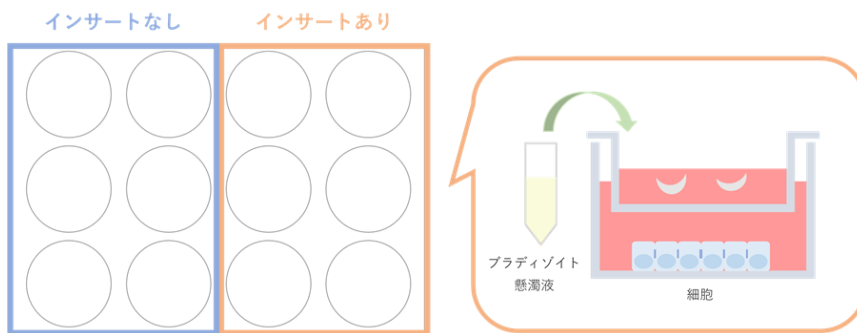 インサートなし
インサートあり
ブラディゾイト
懸濁液
細胞